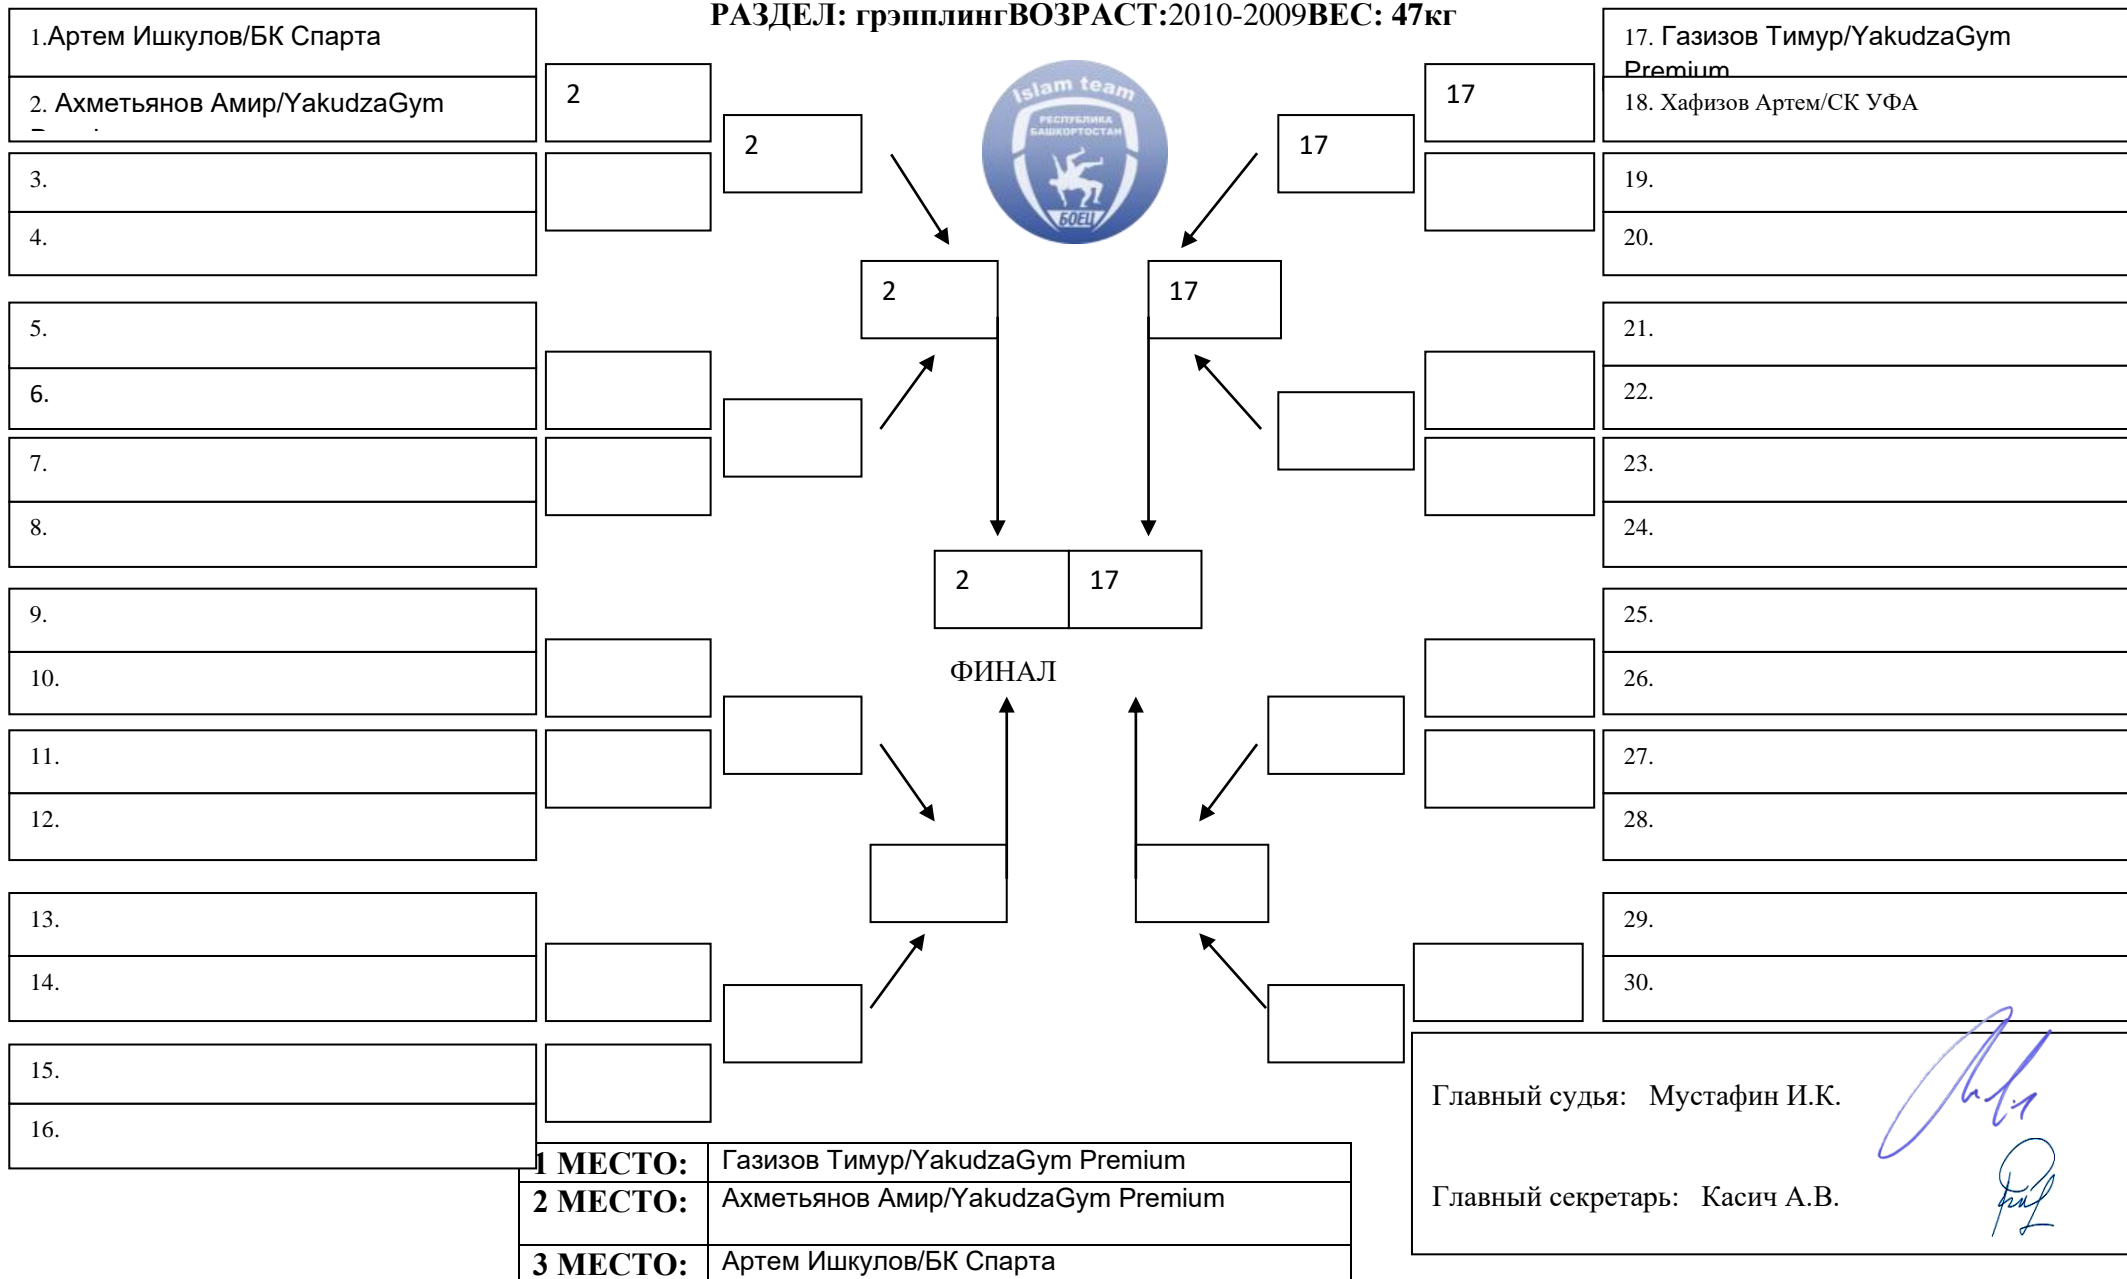 РАЗДЕЛ: грэпплингВОЗРАСТ:2010-2009ВЕС: 47кг
1.Артем Ишкулов/БК Спарта
2. Ахметьянов Амир/YakudzaGym
3.
4.
5.
6.
7.
8.
9.
10.
11.
12.
13.
14.
15.
16.
2
2
2
Islam team
РЕСПУБЛИКА
БАШКОРТОСТАН
БОЕЦ
17
17
17
2 17
ФИНАЛ
17. Газизов Тимур/YakudzaGym
Premium
18. Хафизов Артем/СК УФА
19.
20.
21.
22.
23.
24.
25.
26.
27.
28.
29.
30.
1 МЕСТО: Газизов Тимур/YakudzaGym Premium
2 МЕСТО: Ахметьянов Амир/YakudzaGym Premium
3 МЕСТО: Артем Ишкулов/БК Спарта
Главный судья: Мустафин И.К.
Главный секретарь: Касич А.В.